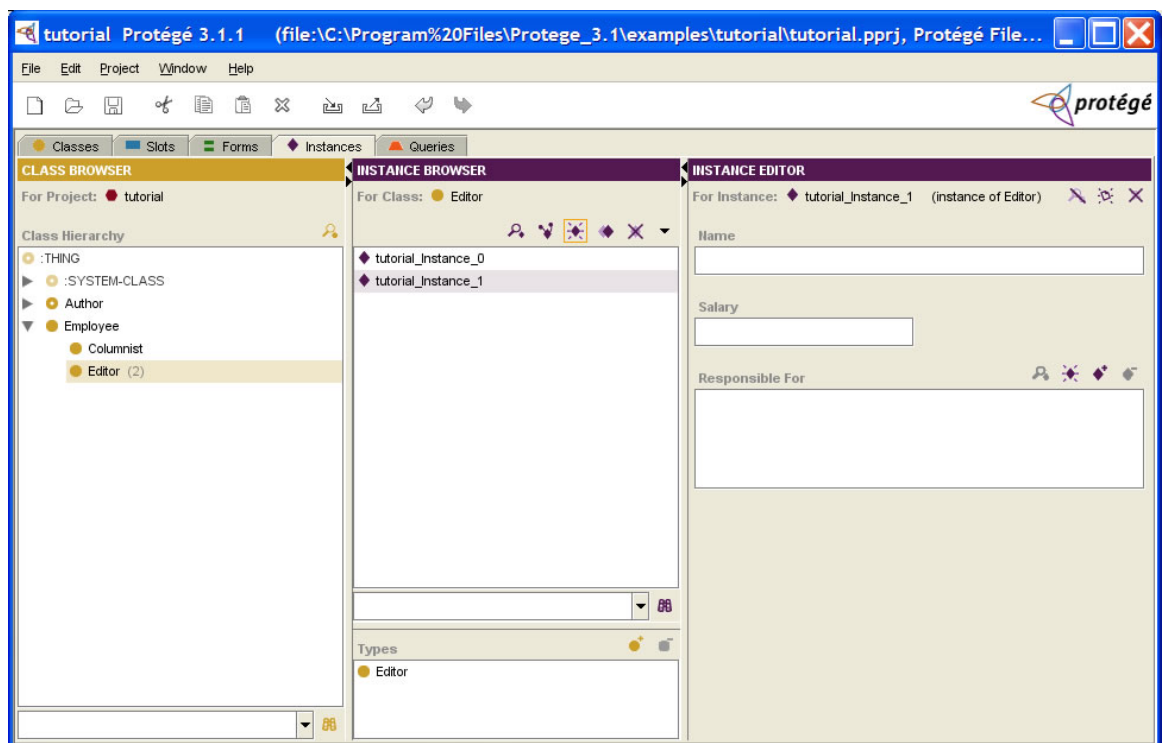 tutorial Protégé 3.1.1 (file:\C:\Program%20Files\Protege_3.1\examples\tutorial\tutorial.pprj, Protégé File...
File Edit Project Window Help
protégé
Classes Slots Forms Instances Queries
CLASS BROWSER
For Project: tutorial
Class Hierarchy
:THING
:SYSTEM-CLASS
Author
Employee
Columnist
Editor (2)
INSTANCE BROWSER
For Class: Editor
tutorial_Instance_0
tutorial_Instance_1
Types
Editor
INSTANCE EDITOR
For Instance: tutorial_Instance_1 (instance of Editor)
Name
Salary
Responsible For